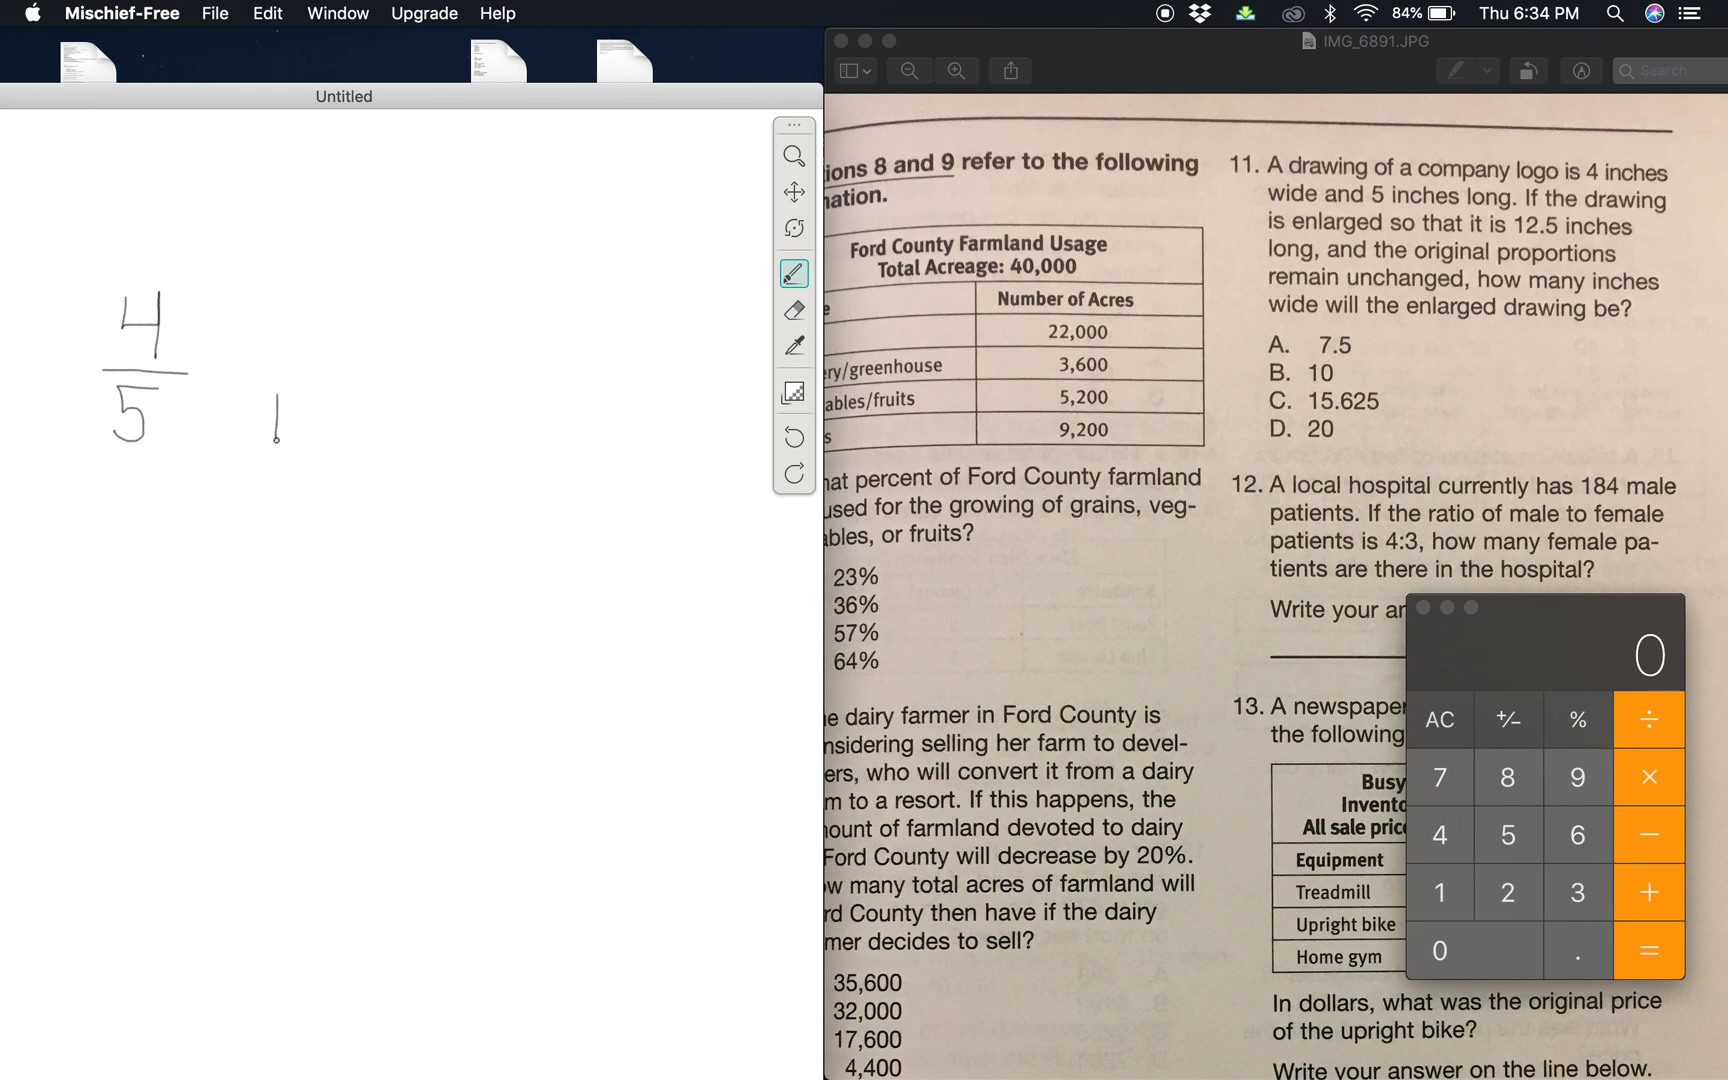 Mischief-Free File Edit Window Upgrade Help
84% Thu 6:34 PM
Untitled
4
5
IMG_6891.JPG
Search
ions 8 and 9 refer to the following
ation.
Ford County Farmland Usage
Total Acreage: 40,000
e Number of Acres
22,000
ry/greenhouse 3,600
ables/fruits 5,200
s 9,200
hat percent of Ford County farmland
used for the growing of grains, veg-
bles, or fruits?
23%
36%
57%
64%
e dairy farmer in Ford County is
nsidering selling her farm to devel-
ers, who will convert it from a dairy
m to a resort. If this happens, the
ount of farmland devoted to dairy
Ford County will decrease by 20%.
w many total acres of farmland will
rd County then have if the dairy
mer decides to sell?
35,600
32,000
17,600
4,400
11. A drawing of a company logo is 4 inches
wide and 5 inches long. If the drawing
is enlarged so that it is 12.5 inches
long, and the original proportions
remain unchanged, how many inches
wide will the enlarged drawing be?
A. 7.5
B. 10
C. 15.625
D. 20
12. A local hospital currently has 184 male
patients. If the ratio of male to female
patients is 4:3, how many female pa-
tients are there in the hospital?
Write your an
13. A newspaper
the following
Busy
Invento
All sale pric
Equipment
Treadmill
Upright bike
Home gym
In dollars, what was the original price
of the upright bike?
Write your answer on the line below.
0
AC +/- % ÷
7 8 9 ×
4 5 6 −
1 2 3 +
0 . =